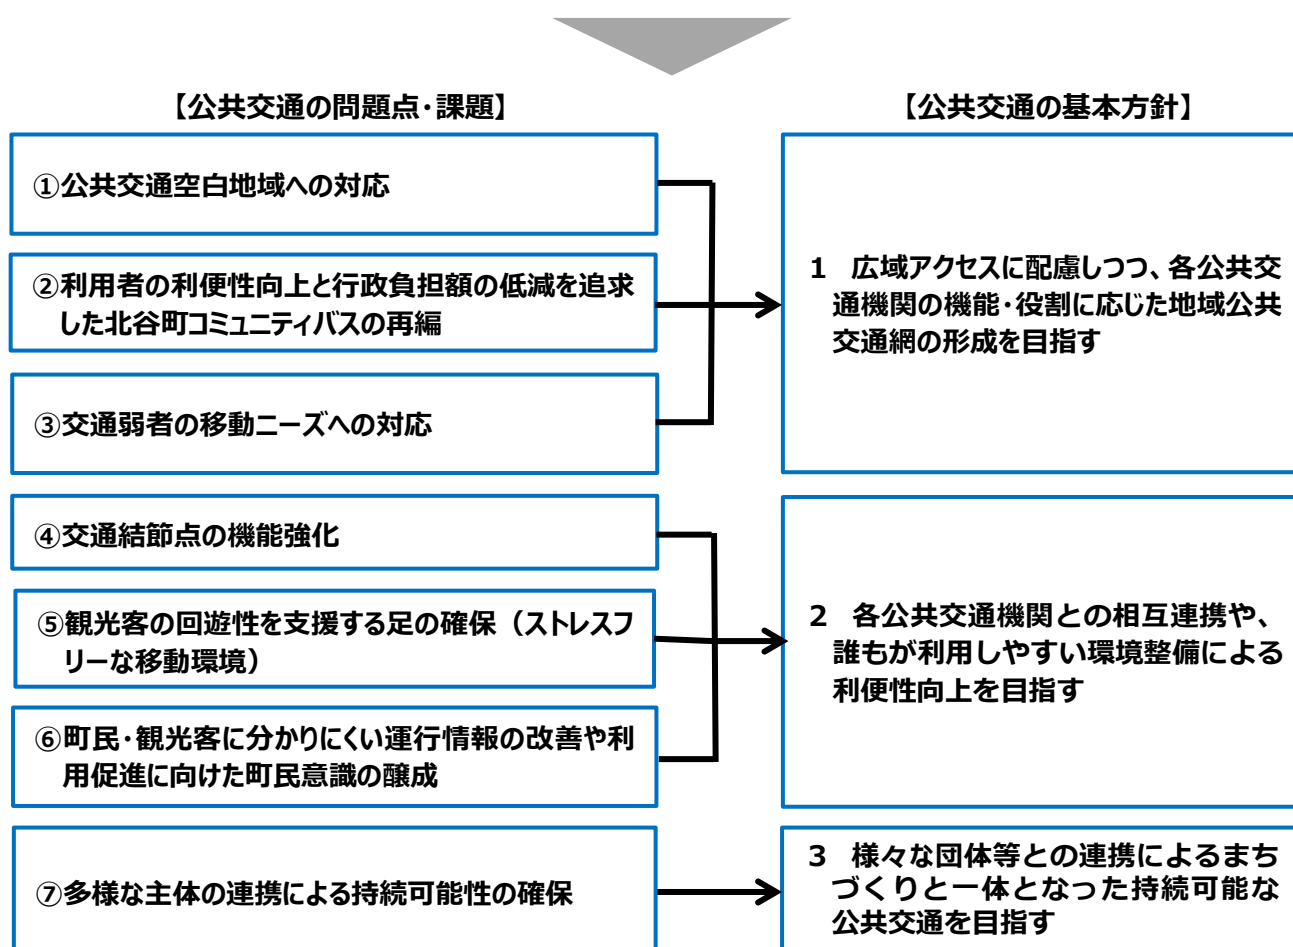 【公共交通の問題点・課題】
①公共交通空白地域への対応
②利用者の利便性向上と行政負担額の低減を追求
した北谷町コミュニティバスの再編
③交通弱者の移動ニーズへの対応
④交通結節点の機能強化
⑤観光客の回遊性を支援する足の確保（ストレスフ
リーな移動環境）
⑥町民・観光客に分かりにくい運行情報の改善や利
用促進に向けた町民意識の醸成
⑦多様な主体の連携による持続可能性の確保
【公共交通の基本方針】
1　広域アクセスに配慮しつつ、各公共交
通機関の機能・役割に応じた地域公共
交通網の形成を目指す
2　各公共交通機関との相互連携や、
誰もが利用しやすい環境整備による
利便性向上を目指す
3　様々な団体等との連携によるまち
づくりと一体となった持続可能な
公共交通を目指す